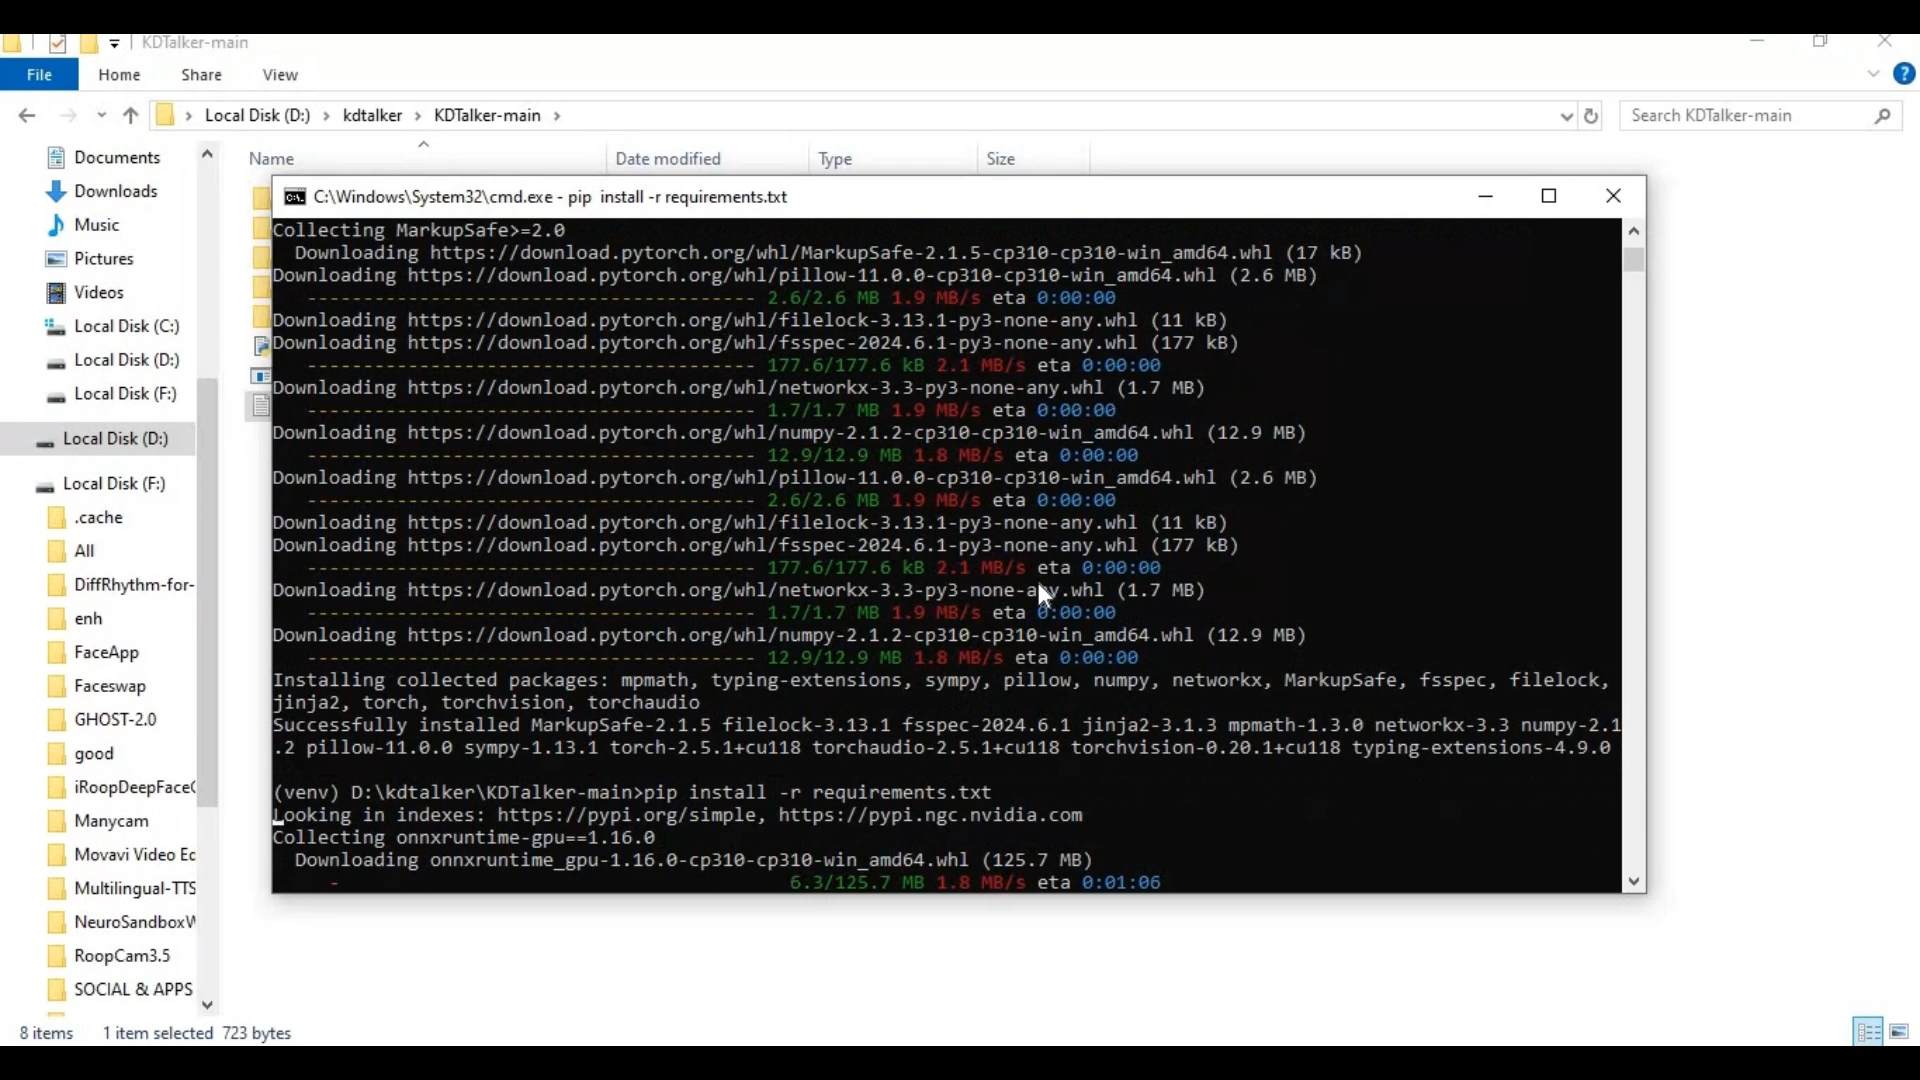 KDTalker-main
File Home Share View
Local Disk (D:) › kdtalker › KDTalker-main ›
Search KDTalker-main
Name Date modified Type Size
Documents
Downloads
Music
Pictures
Videos
Local Disk (C:)
Local Disk (D:)
Local Disk (F:)
Local Disk (D:)
Local Disk (F:)
.cache
All
DiffRhythm-for-
enh
FaceApp
Faceswap
GHOST-2.0
good
iRoopDeepFace
Manycam
Movavi Video Ec
Multilingual-TTS
NeuroSandbox
RoopCam3.5
SOCIAL & APPS
C:\Windows\System32\cmd.exe - pip  install -r requirements.txt
Collecting MarkupSafe>=2.0
Downloading https://download.pytorch.org/whl/MarkupSafe-2.1.5-cp310-cp310-win_amd64.whl (17 kB)
Downloading https://download.pytorch.org/whl/pillow-11.0.0-cp310-cp310-win_amd64.whl (2.6 MB)
---------------------------------------- 2.6/2.6 MB 1.9 MB/s eta 0:00:00
Downloading https://download.pytorch.org/whl/filelock-3.13.1-py3-none-any.whl (11 kB)
Downloading https://download.pytorch.org/whl/fsspec-2024.6.1-py3-none-any.whl (177 kB)
---------------------------------------- 177.6/177.6 kB 2.1 MB/s eta 0:00:00
Downloading https://download.pytorch.org/whl/networkx-3.3-py3-none-any.whl (1.7 MB)
---------------------------------------- 1.7/1.7 MB 1.9 MB/s eta 0:00:00
Downloading https://download.pytorch.org/whl/numpy-2.1.2-cp310-cp310-win_amd64.whl (12.9 MB)
---------------------------------------- 12.9/12.9 MB 1.8 MB/s eta 0:00:00
Downloading https://download.pytorch.org/whl/pillow-11.0.0-cp310-cp310-win_amd64.whl (2.6 MB)
---------------------------------------- 2.6/2.6 MB 1.9 MB/s eta 0:00:00
Downloading https://download.pytorch.org/whl/filelock-3.13.1-py3-none-any.whl (11 kB)
Downloading https://download.pytorch.org/whl/fsspec-2024.6.1-py3-none-any.whl (177 kB)
---------------------------------------- 177.6/177.6 kB 2.1 MB/s eta 0:00:00
Downloading https://download.pytorch.org/whl/networkx-3.3-py3-none-any.whl (1.7 MB)
---------------------------------------- 1.7/1.7 MB 1.9 MB/s eta 0:00:00
Downloading https://download.pytorch.org/whl/numpy-2.1.2-cp310-cp310-win_amd64.whl (12.9 MB)
---------------------------------------- 12.9/12.9 MB 1.8 MB/s eta 0:00:00
Installing collected packages: mpmath, typing-extensions, sympy, pillow, numpy, networkx, MarkupSafe, fsspec, filelock,
jinja2, torch, torchvision, torchaudio
Successfully installed MarkupSafe-2.1.5 filelock-3.13.1 fsspec-2024.6.1 jinja2-3.1.3 mpmath-1.3.0 networkx-3.3 numpy-2.1
.2 pillow-11.0.0 sympy-1.13.1 torch-2.5.1+cu118 torchaudio-2.5.1+cu118 torchvision-0.20.1+cu118 typing-extensions-4.9.0
(venv) D:\kdtalker\KDTalker-main>pip install -r requirements.txt
Looking in indexes: https://pypi.org/simple, https://pypi.ngc.nvidia.com
Collecting onnxruntime-gpu==1.16.0
Downloading onnxruntime_gpu-1.16.0-cp310-cp310-win_amd64.whl (125.7 MB)
- 6.3/125.7 MB 1.8 MB/s eta 0:01:06
8 items 1 item selected 723 bytes